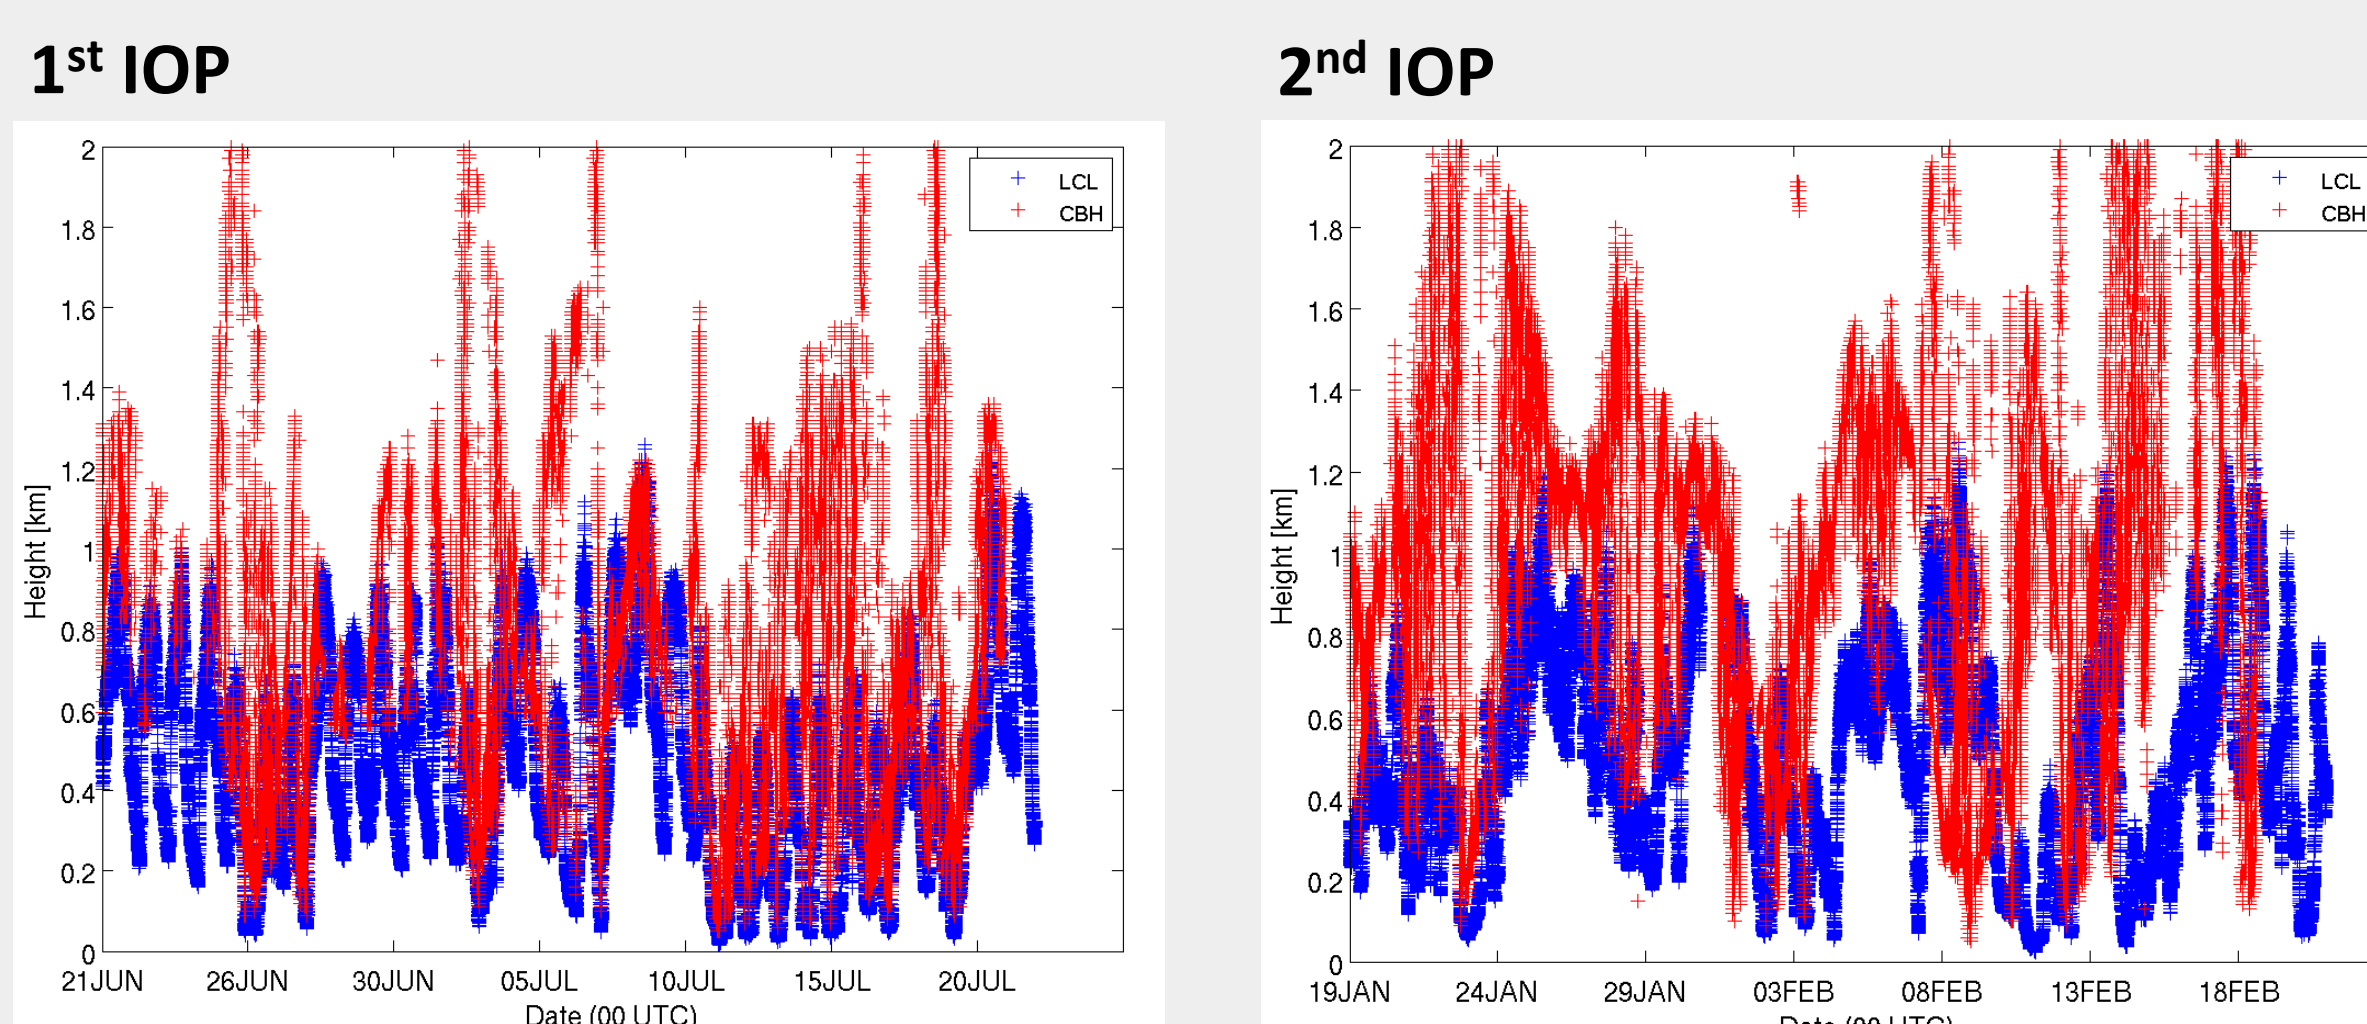 1st IOP
2nd IOP
2
1.8
1.6
1.4
1.2
1
0.8
0.6
0.4
0.2
0
Height [km]
LCL
CBH
21JUN 26JUN 30JUN 05JUL 10JUL 15JUL 20JUL
Date (00 UTC)
2
1.8
1.6
1.4
1.2
1
0.8
0.6
0.4
0.2
0
Height [km]
LCL
CBH
19JAN 24JAN 29JAN 03FEB 08FEB 13FEB 18FEB
Date (00 UTC)